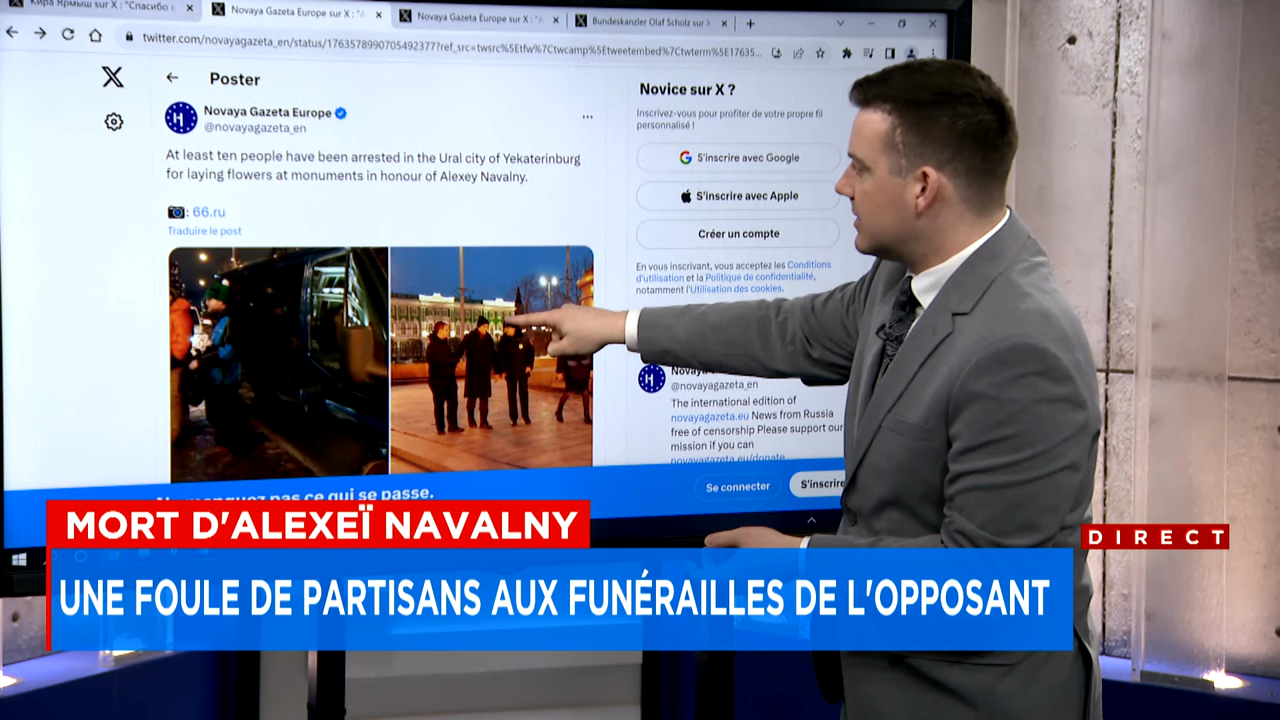 Кира Ярмыш sur X : "Спасибо
Novaya Gazeta Europe sur X : "A
Novaya Gazeta Europe sur X : "A
Bundeskanzler Olaf Scholz sur X
twitter.com/novayagazeta_en/status/1763578990705492377?ref_src=twsrc%5Etfw%7Ctwcamp%5Etweetembed%7Ctwterm%5E17635...
Poster
Novaya Gazeta Europe
@novayagazeta_en
At least ten people have been arrested in the Ural city of Yekaterinburg
for laying flowers at monuments in honour of Alexey Navalny.
: 66.ru
Traduire le post
Novice sur X ?
Inscrivez-vous pour profiter de votre propre fil
personnalisé !
S'inscrire avec Google
S'inscrire avec Apple
Créer un compte
En vous inscrivant, vous acceptez les Conditions
d'utilisation et la Politique de confidentialité,
notamment l'Utilisation des cookies.
Novaya
@novayagazeta_en
The international edition of
novayagazeta.eu News from Russia
free of censorship Please support our
mission if you can
novayagazeta.eu/donate
Ne manquez pas ce qui se passe.
Se connecter
S'inscrire
MORT D'ALEXEÏ NAVALNY
DIRECT
UNE FOULE DE PARTISANS AUX FUNÉRAILLES DE L'OPPOSANT